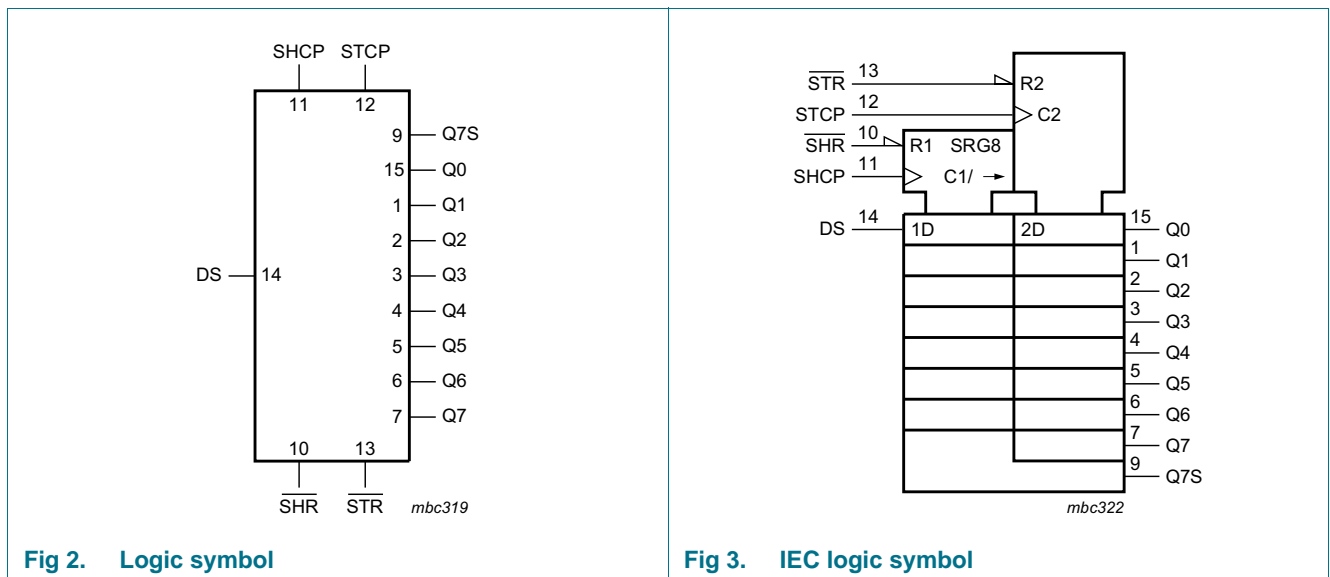 SHCP STCP
11 12
9 Q7S
15 Q0
1 Q1
2 Q2
DS 14 3 Q3
4 Q4
5 Q5
6 Q6
7 Q7
10 13
SHR STR mbc319
Fig 2. Logic symbol
STR 13 R2
STCP 12 C2
SHR 10 R1 SRG8
SHCP 11 C1/ →
DS 14 1D 2D 15 Q0
1 Q1
2 Q2
3 Q3
4 Q4
5 Q5
6 Q6
7 Q7
9 Q7S
mbc322
Fig 3. IEC logic symbol